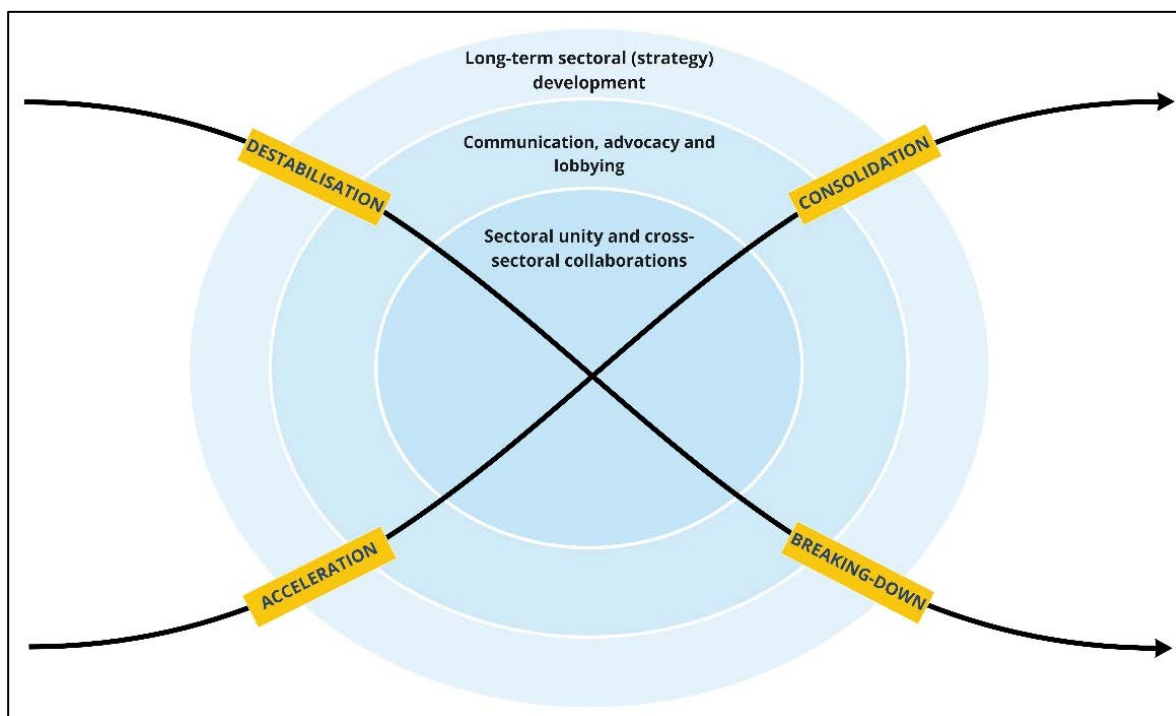 Long-term sectoral (strategy)
development
DESTABILISATION
Communication, advocacy and
lobbying
CONSOLIDATION
Sectoral unity and cross-
sectoral collaborations
ACCELERATION
BREAKING-DOWN